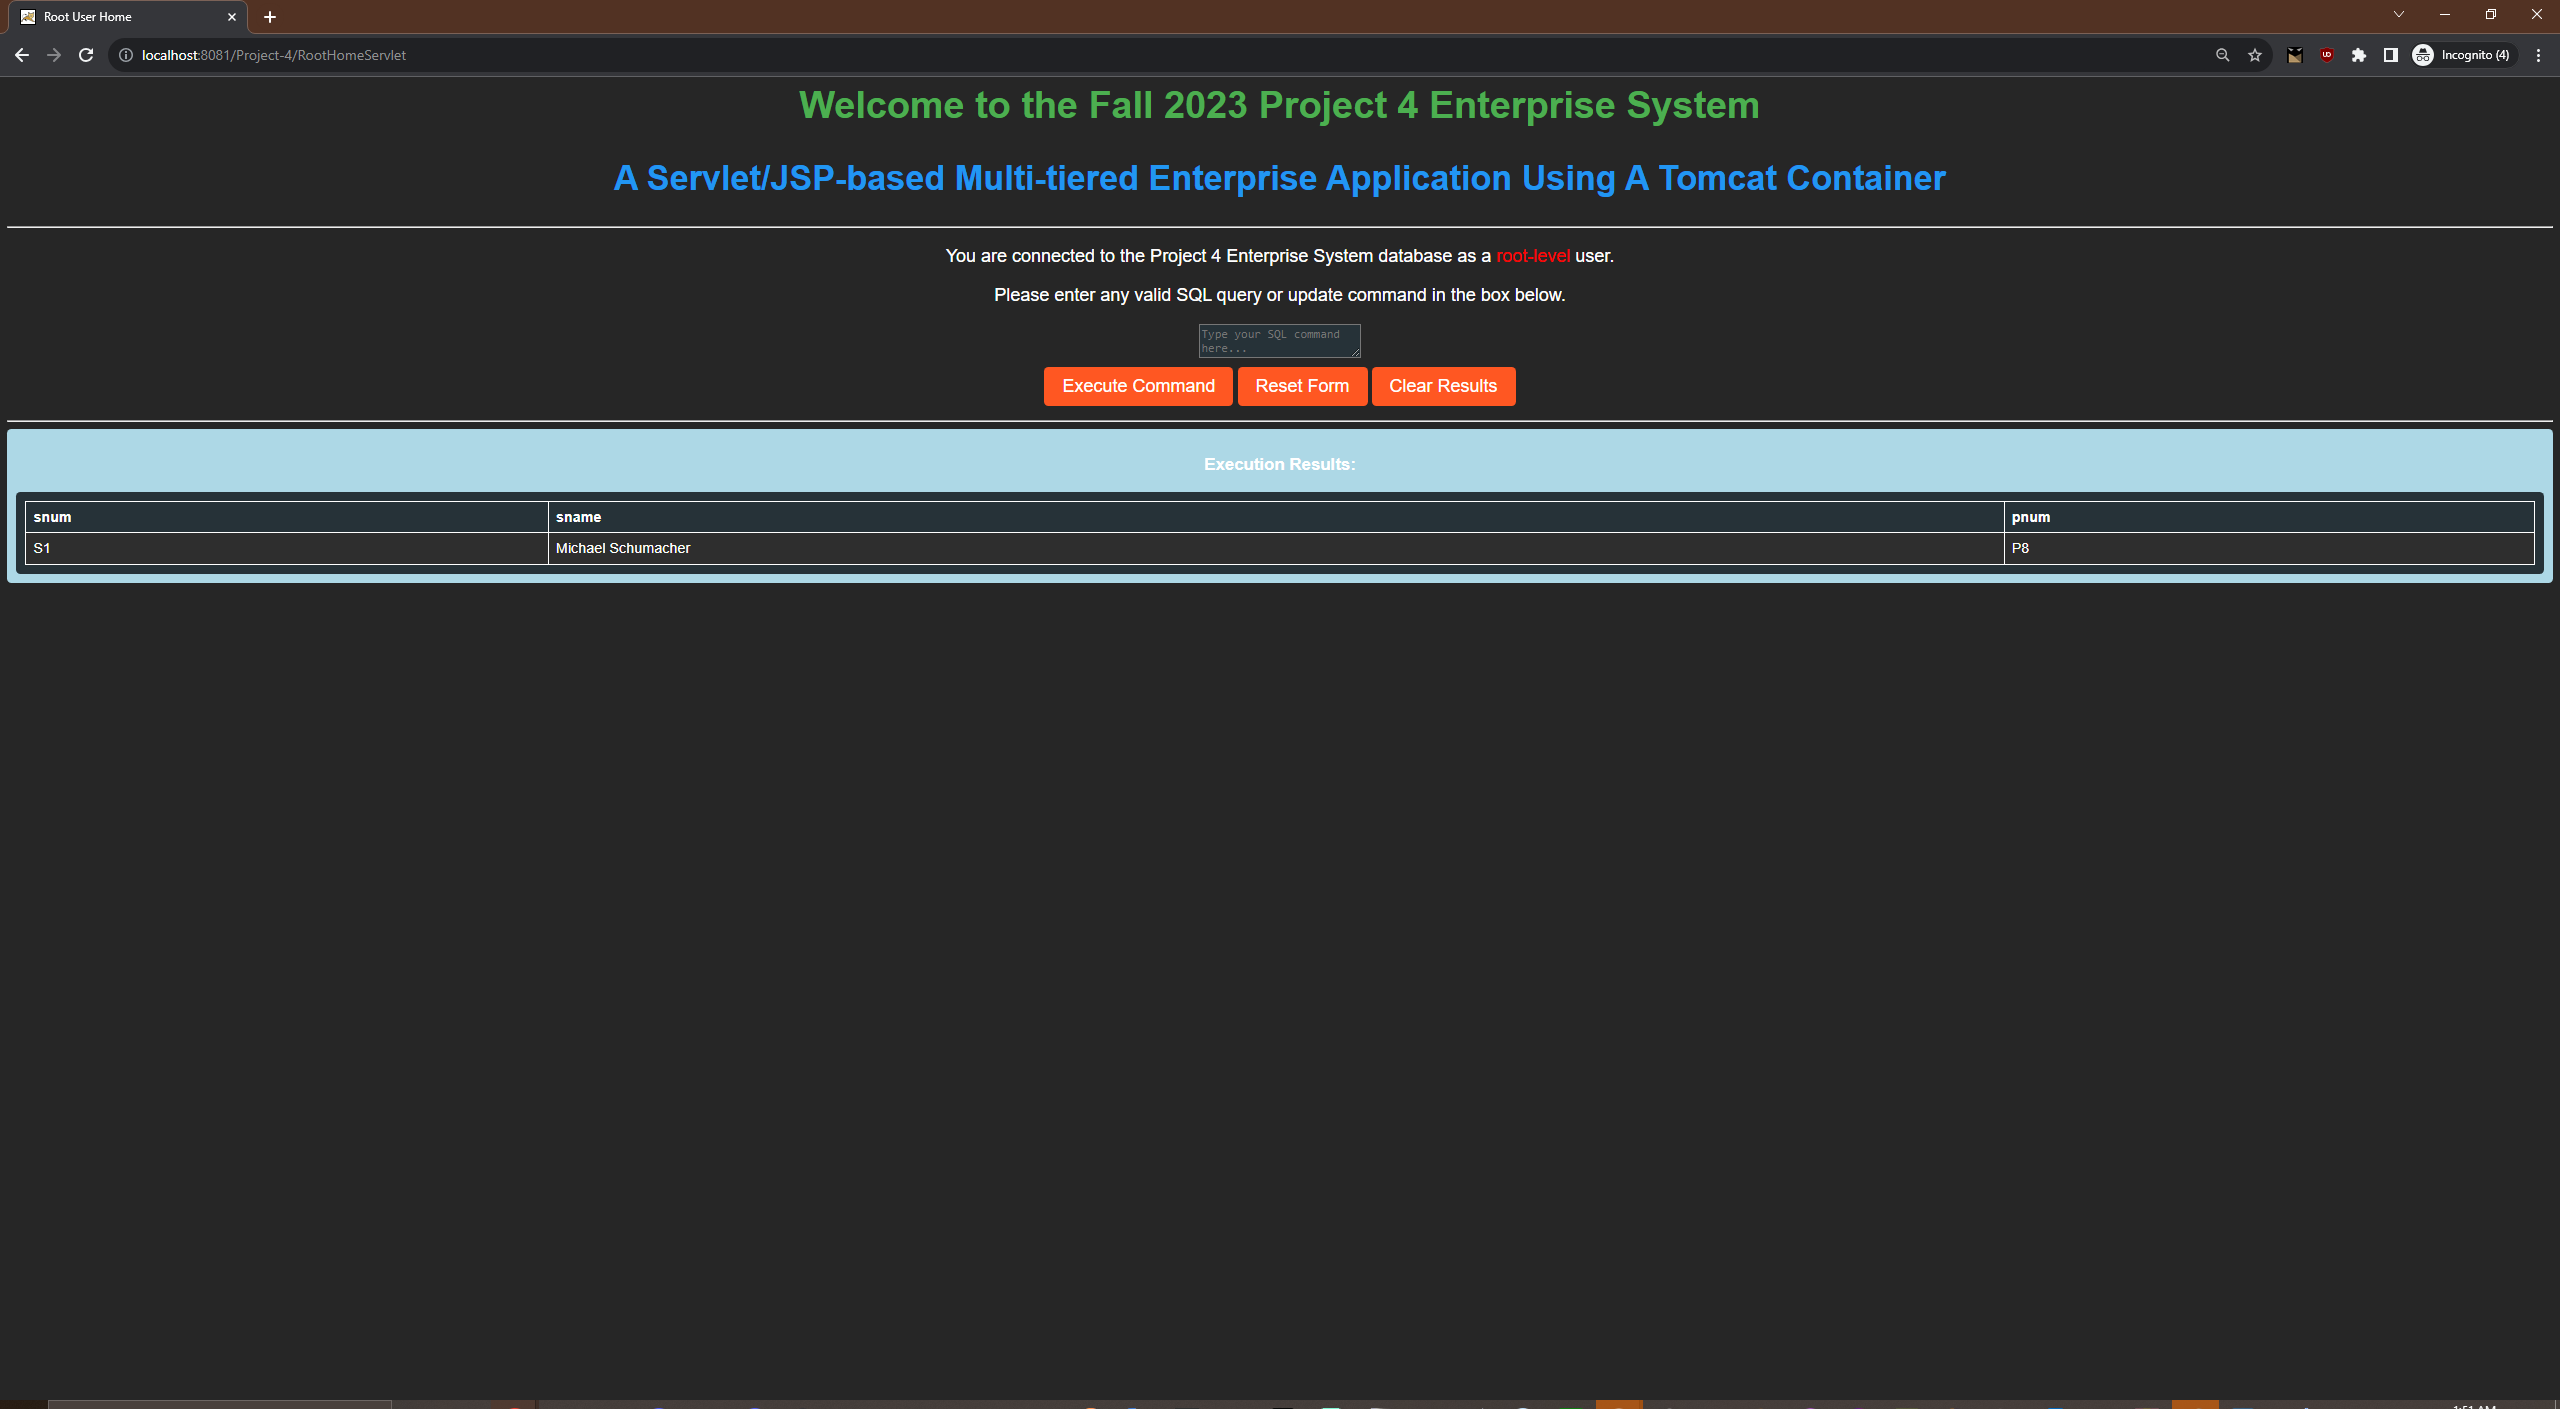 Root User Home
localhost:8081/Project-4/RootHomeServlet
Incognito (4)
Welcome to the Fall 2023 Project 4 Enterprise System
A Servlet/JSP-based Multi-tiered Enterprise Application Using A Tomcat Container
You are connected to the Project 4 Enterprise System database as a root-level user.
Please enter any valid SQL query or update command in the box below.
Type your SQL command
here...
Execute Command Reset Form Clear Results
Execution Results:
snum sname pnum
S1 Michael Schumacher P8